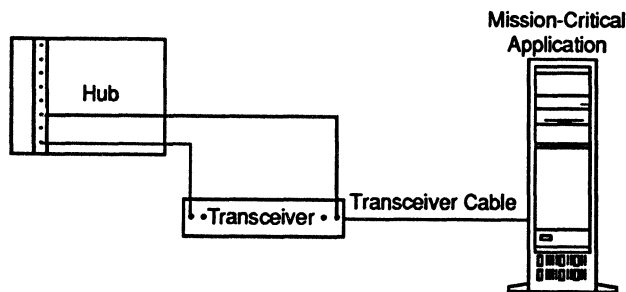 Mission-Critical
Application
Hub
Transceiver
Transceiver Cable